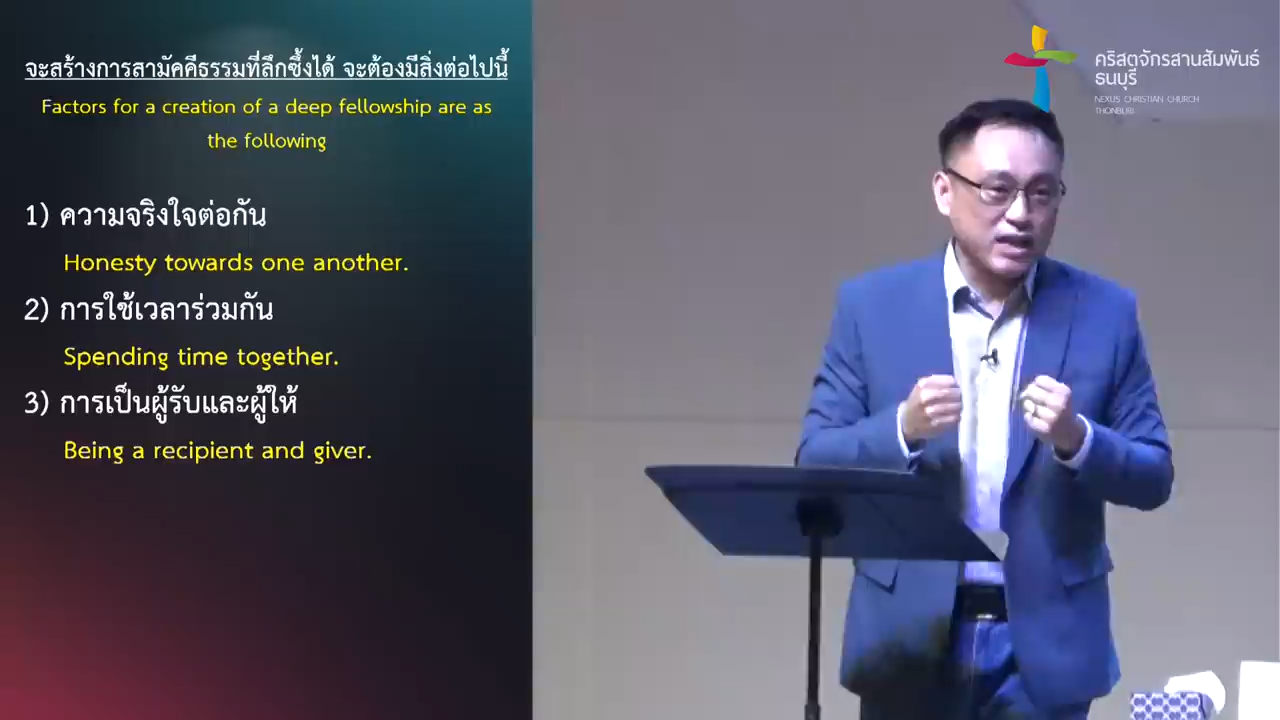 จะสร้างการสามัคคีธรรมที่ลึกซึ้งได้ จะต้องมีสิ่งต่อไปนี้
Factors for a creation of a deep fellowship are as
the following
1) ความจริงใจต่อกัน
Honesty towards one another.
2) การใช้เวลาร่วมกัน
Spending time together.
3) การเป็นผู้รับและผู้ให้
Being a recipient and giver.
คริสตจักรสานสัมพันธ์
ธนบุรี
NEXUS CHRISTIAN CHURCH
THONBURI